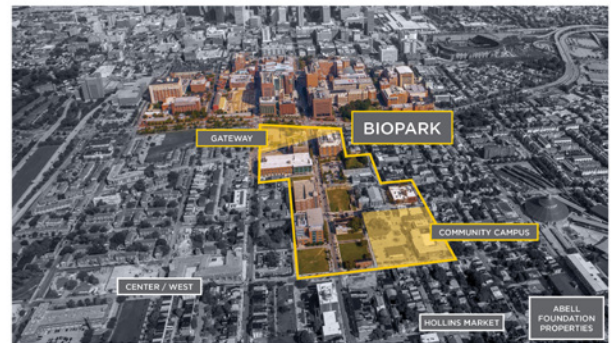 BIOPARK
GATEWAY
COMMUNITY CAMPUS
CENTER / WEST
ABELL
FOUNDATION
PROPERTIES
HOLLINS MARKET